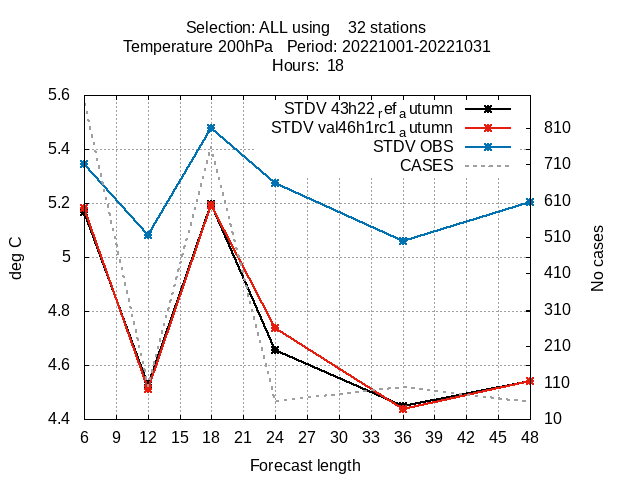 Selection: ALL using 32 stations
Temperature 200hPa Period: 20221001-20221031
Hours: 18
STDV 43h22ref autumn
STDV val46h1rc1autumn
STDV OBS
CASES
5.6
5.4
5.2
5
4.8
4.6
4.4
deg C
810
710
610
510
410
310
210
110
10
No cases
6 9 12 15 18 21 24 27 30 33 36 39 42 45 48
Forecast length